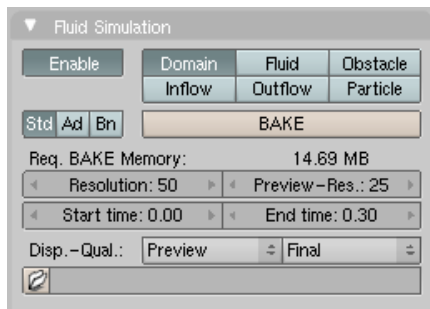 Fluid Simulation
Enable Domain Fluid Obstacle
Inflow Outflow Particle
Std Ad Bn BAKE
Req. BAKE Memory: 14.69 MB
Resolution: 50 Preview-Res.: 25
Start time: 0.00 End time: 0.30
Disp.-Qual.: Preview Final